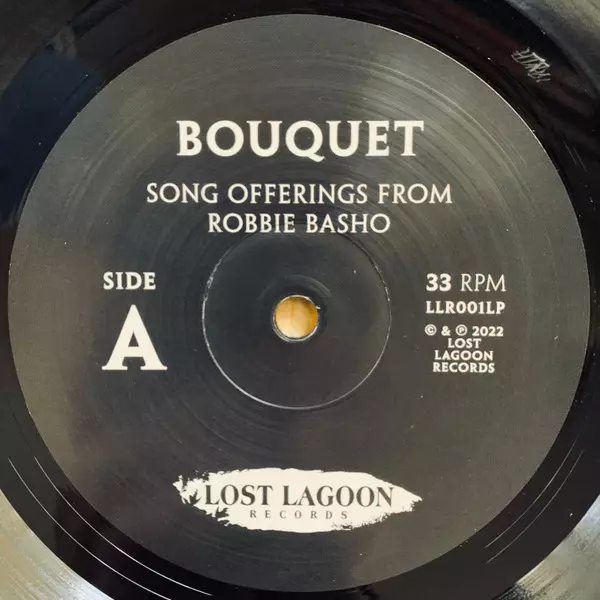 BOUQUET
SONG OFFERINGS FROM
ROBBIE BASHO
SIDE
A
33 RPM
LLR001LP
© & ℗ 2022
LOST
LAGOON
RECORDS
LOST LAGOON
RECORDS